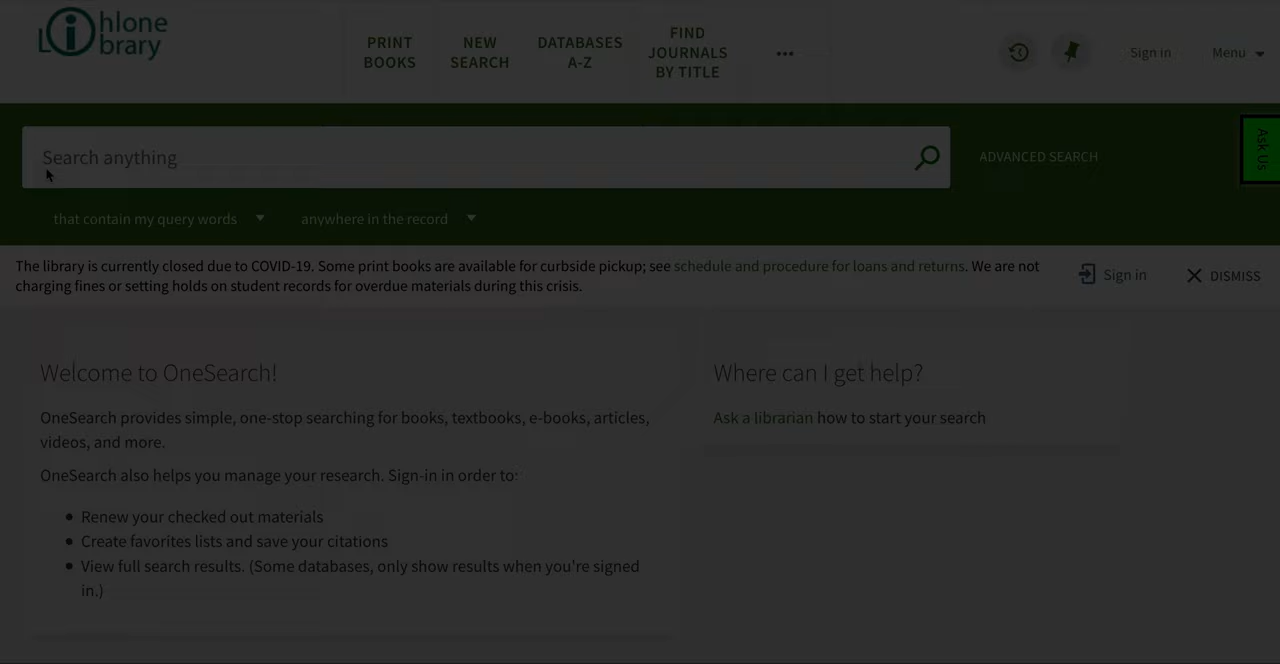 hlone
Library
PRINT BOOKS
NEW SEARCH
DATABASES A-Z
FIND JOURNALS BY TITLE
•••
Sign in
Menu
Search anything
ADVANCED SEARCH
Ask Us
that contain my query words
anywhere in the record
The library is currently closed due to COVID-19. Some print books are available for curbside pickup; see schedule and procedure for loans and returns. We are not
charging fines or setting holds on student records for overdue materials during this crisis.
Sign in
DISMISS
Welcome to OneSearch!
OneSearch provides simple, one-stop searching for books, textbooks, e-books, articles,
videos, and more.
OneSearch also helps you manage your research. Sign-in in order to:
• Renew your checked out materials
• Create favorites lists and save your citations
• View full search results. (Some databases, only show results when you're signed
in.)
Where can I get help?
Ask a librarian how to start your search